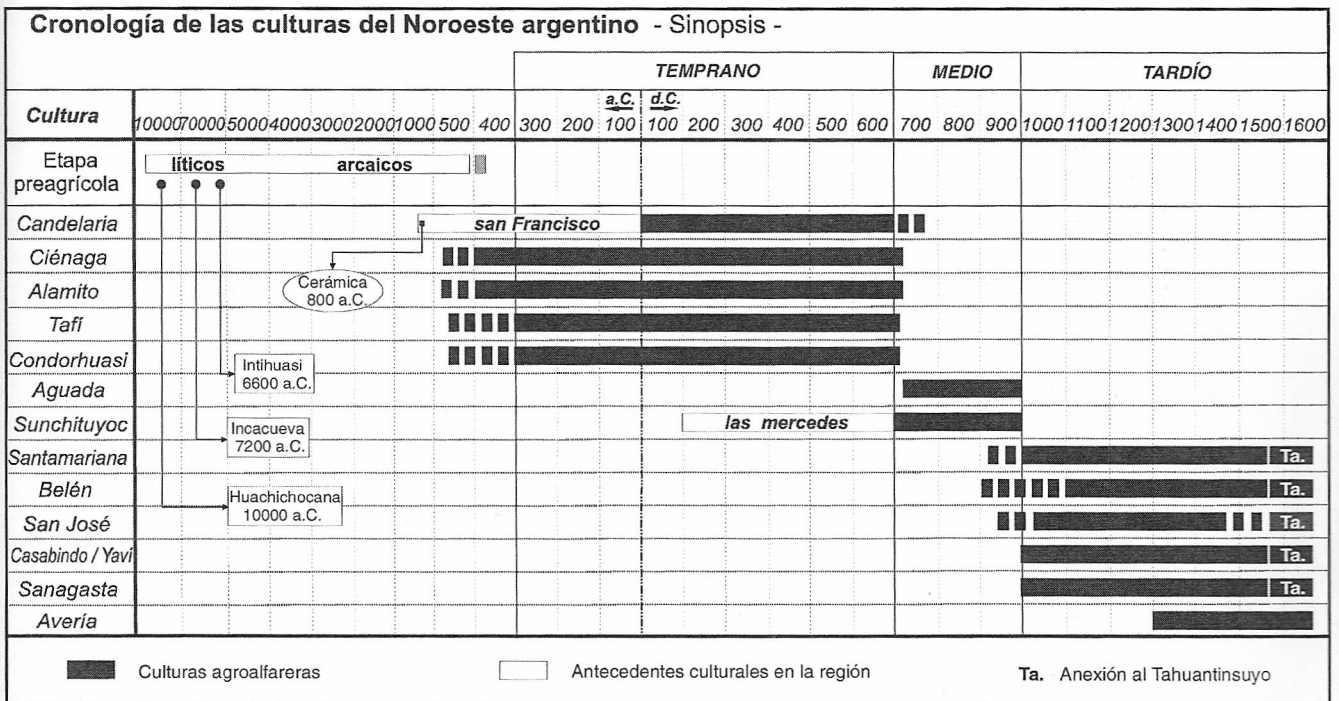 Cronología de las culturas del Noroeste argentino - Sinopsis -
TEMPRANO MEDIO TARDÍO
a.C. d.C.
Cultura 10000 7000 5000 4000 3000 2000 1000 500 400 300 200 100 100 200 300 400 500 600 700 800 900 1000 1100 1200 1300 1400 1500 1600
Etapa
preagrícola
líticos arcaicos
Candelaria san Francisco
Ciénaga
Cerámica
800 a.C.
Alamito
Tafí
Condorhuasi
Intihuasi
6600 a.C.
Aguada
Sunchituyoc las mercedes
Incacueva
7200 a.C.
Santamariana Ta.
Belén Ta.
Huachichocana
10000 a.C.
San José Ta.
Casabindo / Yavi Ta.
Sanagasta Ta.
Avería
Culturas agroalfareras
Antecedentes culturales en la región
Ta. Anexión al Tahuantinsuyo